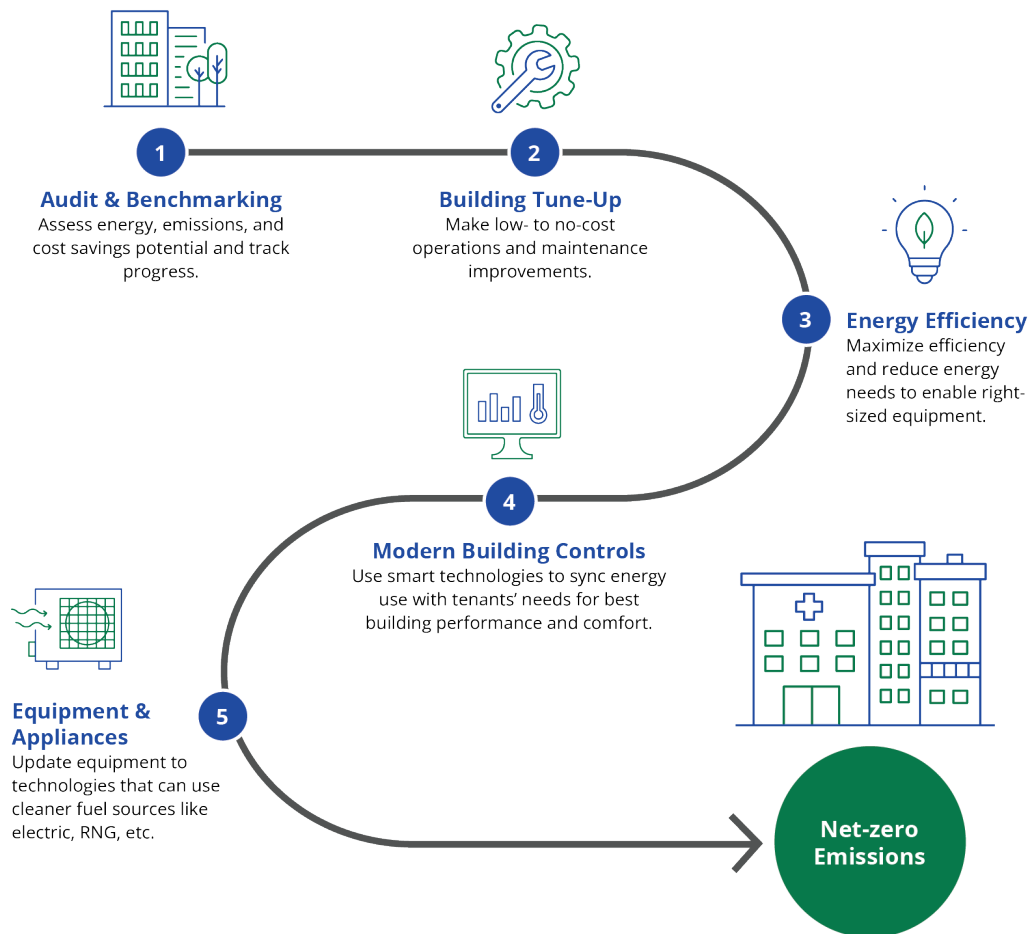 1
Audit & Benchmarking
Assess energy, emissions, and
cost savings potential and track
progress.
2
Building Tune-Up
Make low- to no-cost
operations and maintenance
improvements.
3
Energy Efficiency
Maximize efficiency
and reduce energy
needs to enable right-
sized equipment.
4
Modern Building Controls
Use smart technologies to sync energy
use with tenants’ needs for best
building performance and comfort.
5
Equipment &
Appliances
Update equipment to
technologies that can use
cleaner fuel sources like
electric, RNG, etc.
Net-zero
Emissions